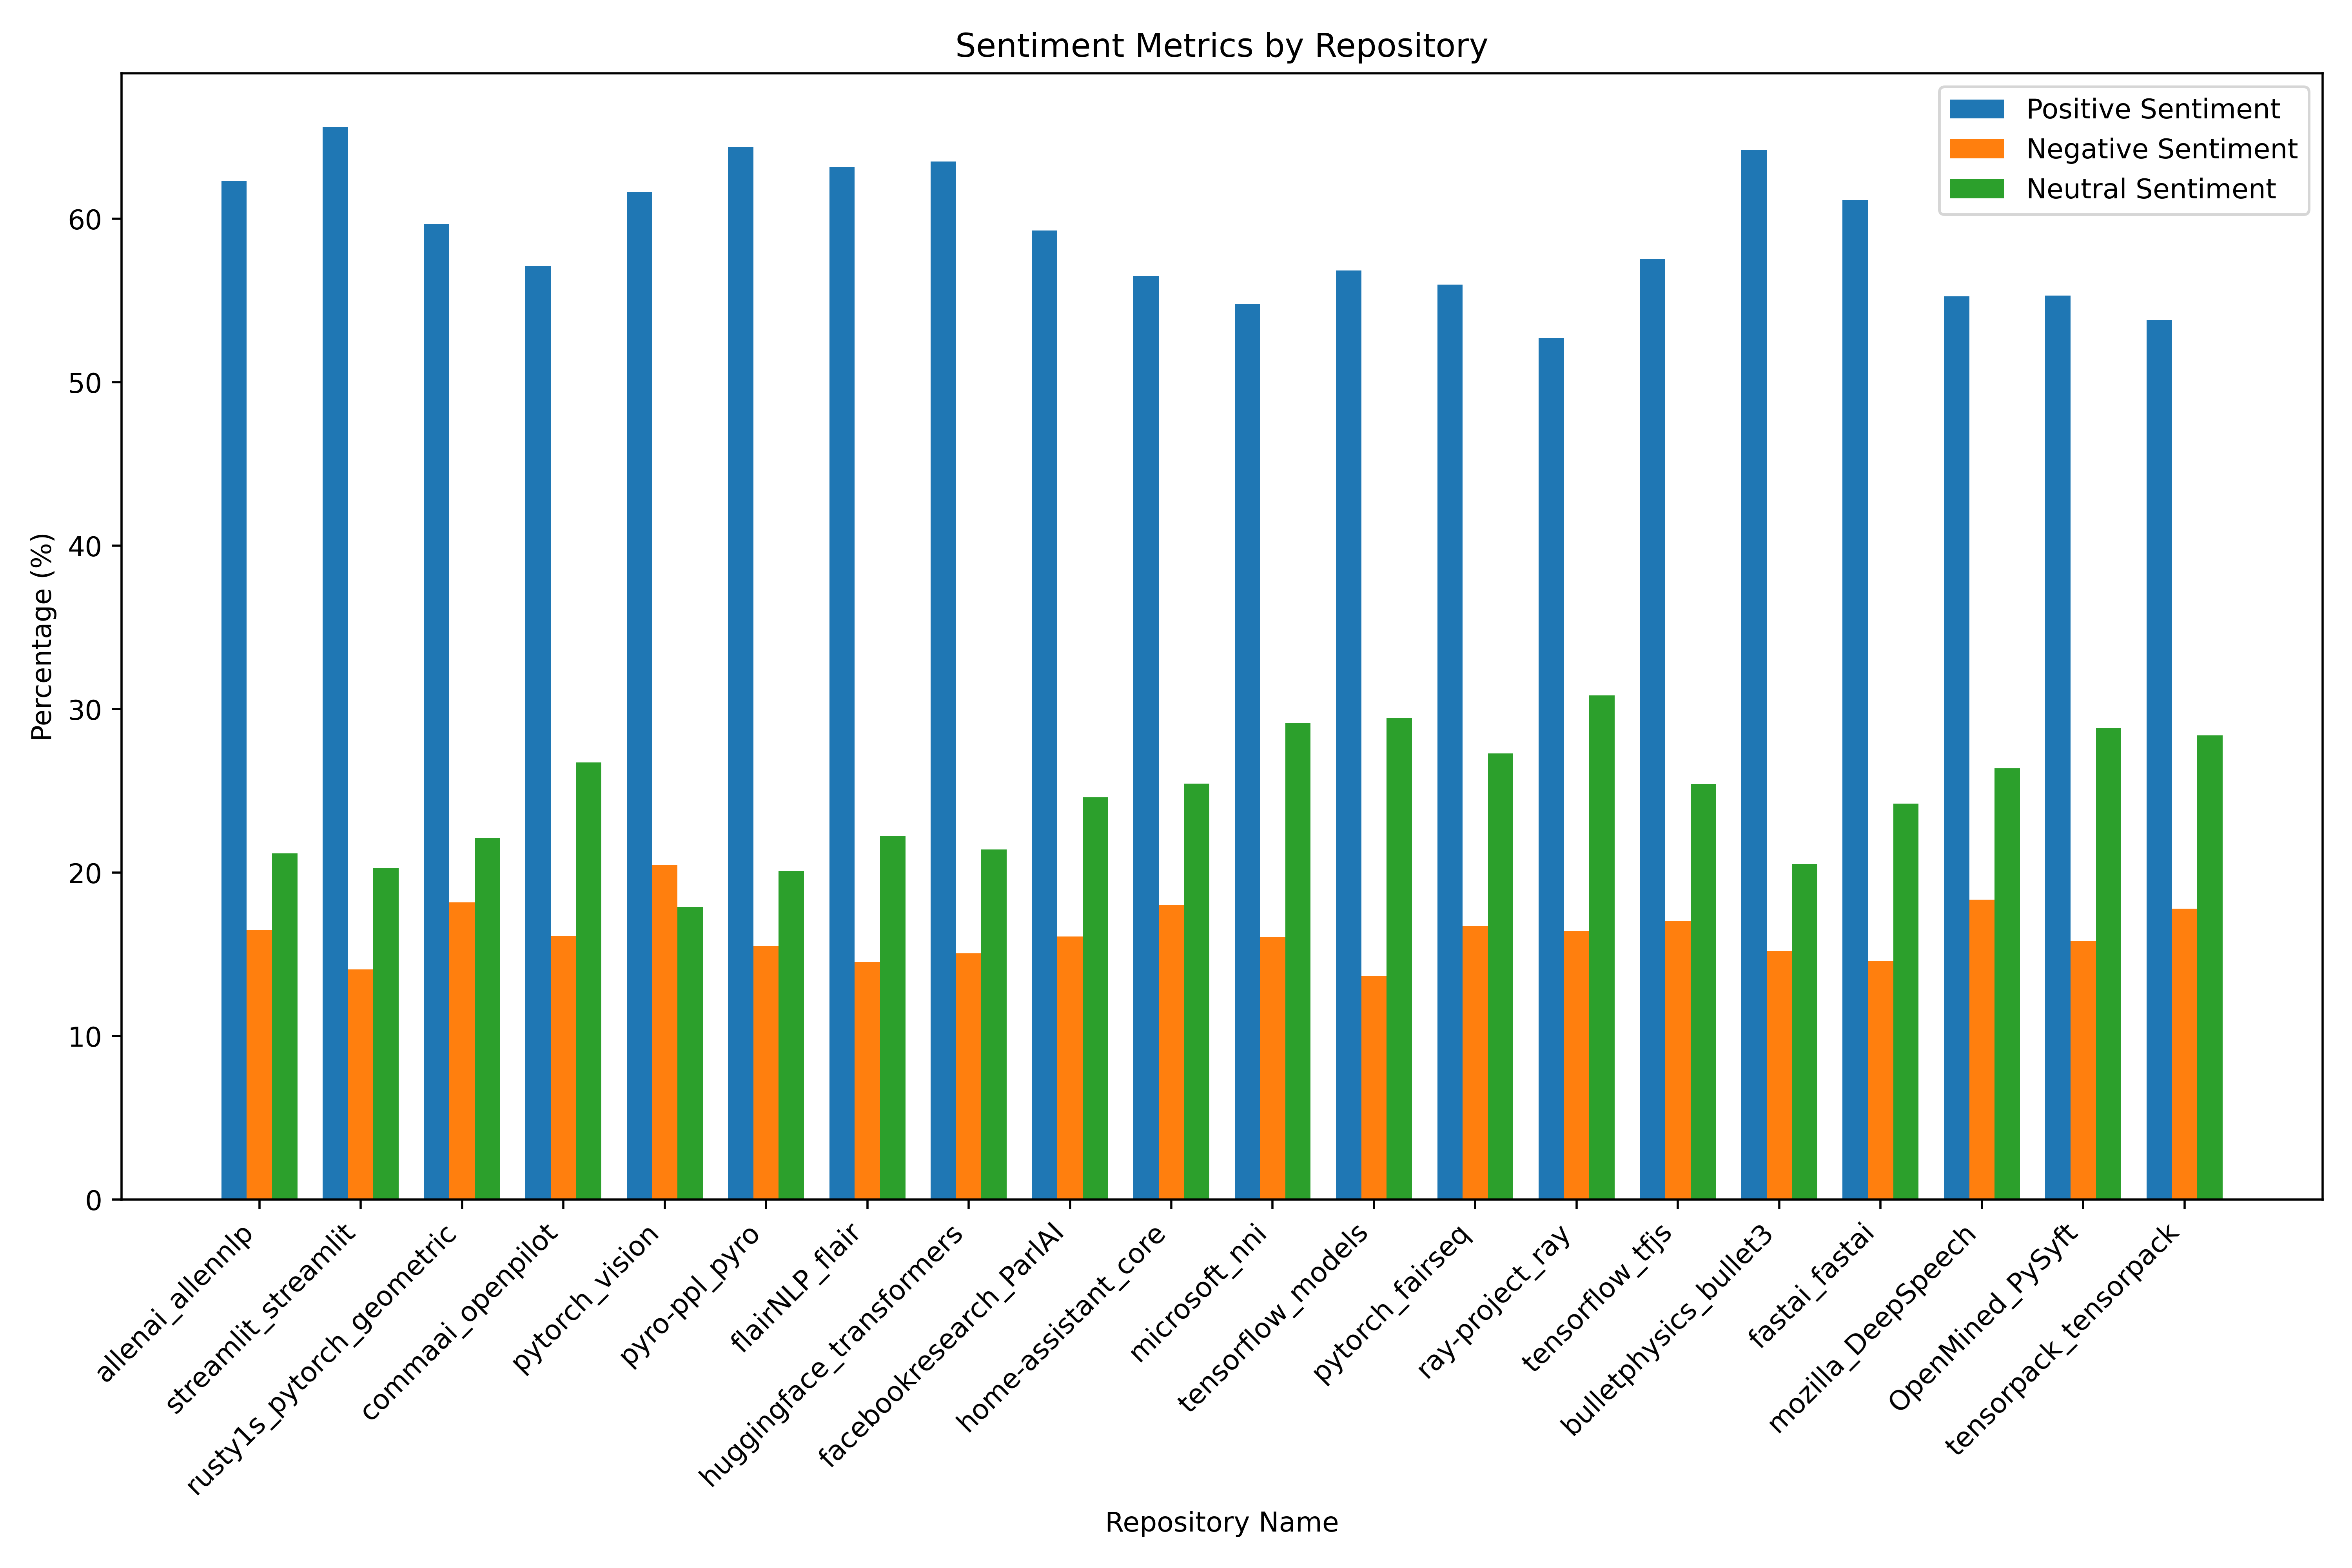 Sentiment Metrics by Repository
Positive Sentiment
Negative Sentiment
Neutral Sentiment
Percentage (%)
60
50
40
30
20
10
0
allenai_allennlp
streamlit_streamlit
rusty1s_pytorch_geometric
commaai_openpilot
pytorch_vision
pyro-ppl_pyro
flairNLP_flair
huggingface_transformers
facebookresearch_ParlAI
home-assistant_core
microsoft_nni
tensorflow_models
pytorch_fairseq
ray-project_ray
tensorflow_tfjs
bulletphysics_bullet3
fastai_fastai
mozilla_DeepSpeech
OpenMined_PySyft
tensorpack_tensorpack
Repository Name